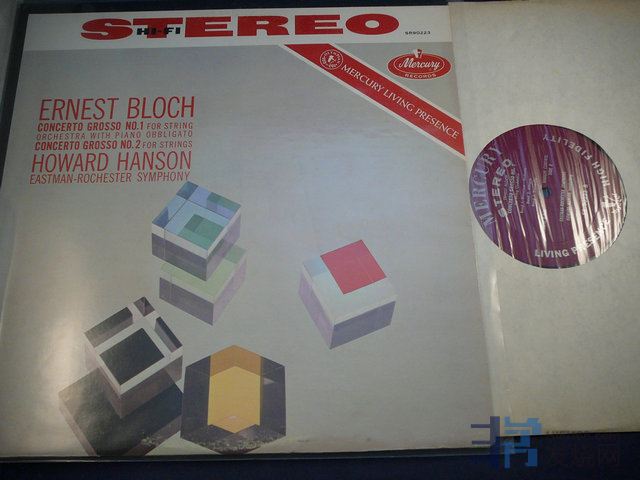 STEREO
HI-FI
SR90223
MERCURY LIVING PRESENCE
Mercury
RECORDS
ERNEST BLOCH
CONCERTO GROSSO NO.1 FOR STRING
ORCHESTRA WITH PIANO OBBLIGATO
CONCERTO GROSSO NO.2 FOR STRINGS
HOWARD HANSON
EASTMAN-ROCHESTER SYMPHONY
MERCURY
STEREO
HIGH FIDELITY
LIVING